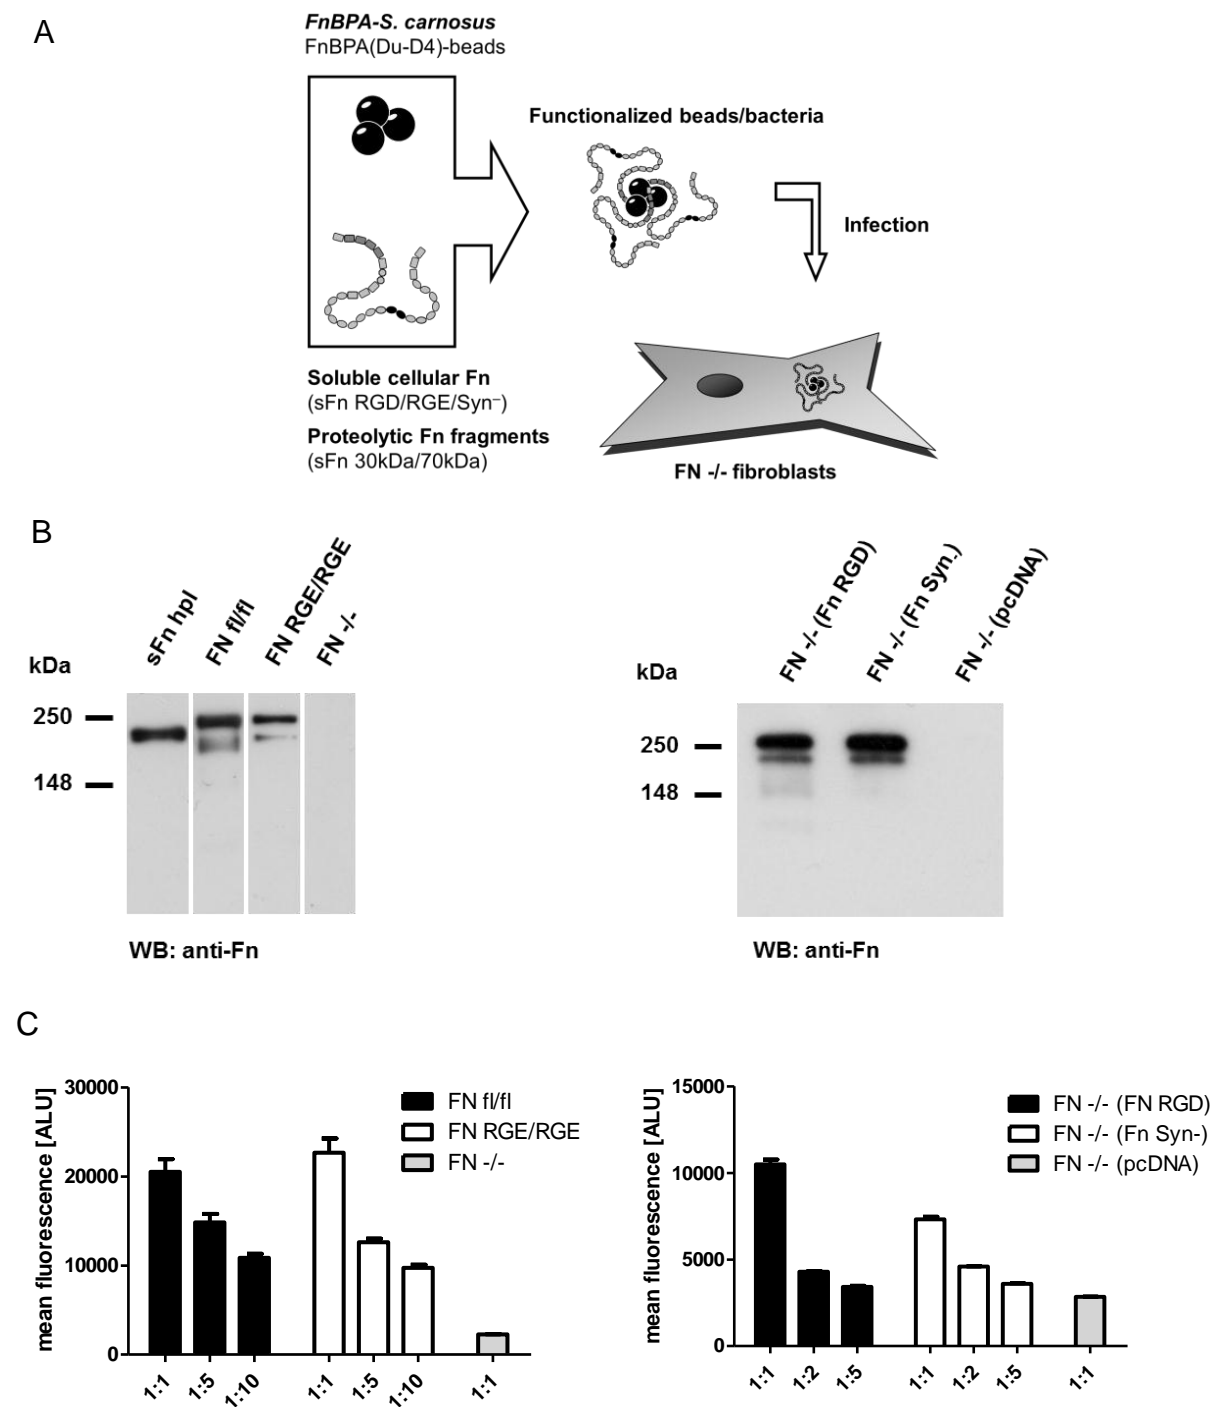 A
FnBPA-S. carnosus
FnBPA(Du-D4)-beads
Functionalized beads/bacteria
Infection
Soluble cellular Fn
(sFn RGD/RGE/Syn⁻)
Proteolytic Fn fragments
(sFn 30kDa/70kDa)
FN -/- fibroblasts
B
kDa
sFn hpl
FN fl/fl
FN RGE/RGE
FN -/-
250
148
WB: anti-Fn
kDa
FN -/- (Fn RGD)
FN -/- (Fn Syn.)
FN -/- (pcDNA)
250
148
WB: anti-Fn
C
mean fluorescence [ALU]
30000
20000
10000
0
FN fl/fl
FN RGE/RGE
FN -/-
1:1 1:5 1:10 1:1 1:5 1:10 1:1
mean fluorescence [ALU]
15000
10000
5000
0
FN -/- (FN RGD)
FN -/- (Fn Syn-)
FN -/- (pcDNA)
1:1 1:2 1:5 1:1 1:2 1:5 1:1